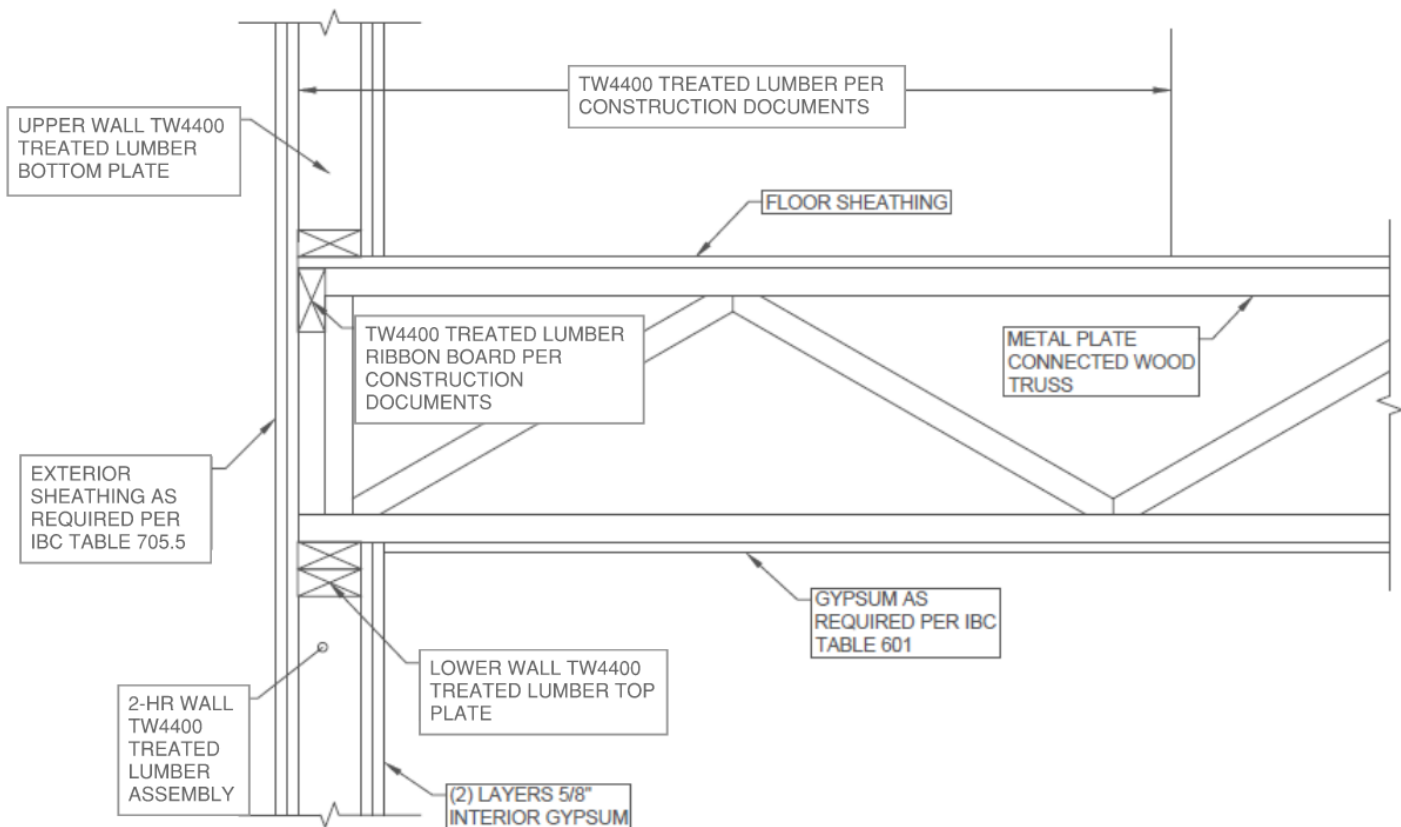 TW4400 TREATED LUMBER PER
CONSTRUCTION DOCUMENTS
UPPER WALL TW4400
TREATED LUMBER
BOTTOM PLATE
FLOOR SHEATHING
TW4400 TREATED LUMBER
RIBBON BOARD PER
CONSTRUCTION
DOCUMENTS
METAL PLATE
CONNECTED WOOD
TRUSS
EXTERIOR
SHEATHING AS
REQUIRED PER
IBC TABLE 705.5
GYPSUM AS
REQUIRED PER IBC
TABLE 601
LOWER WALL TW4400
TREATED LUMBER TOP
PLATE
2-HR WALL
TW4400
TREATED
LUMBER
ASSEMBLY
(2) LAYERS 5/8"
INTERIOR GYPSUM